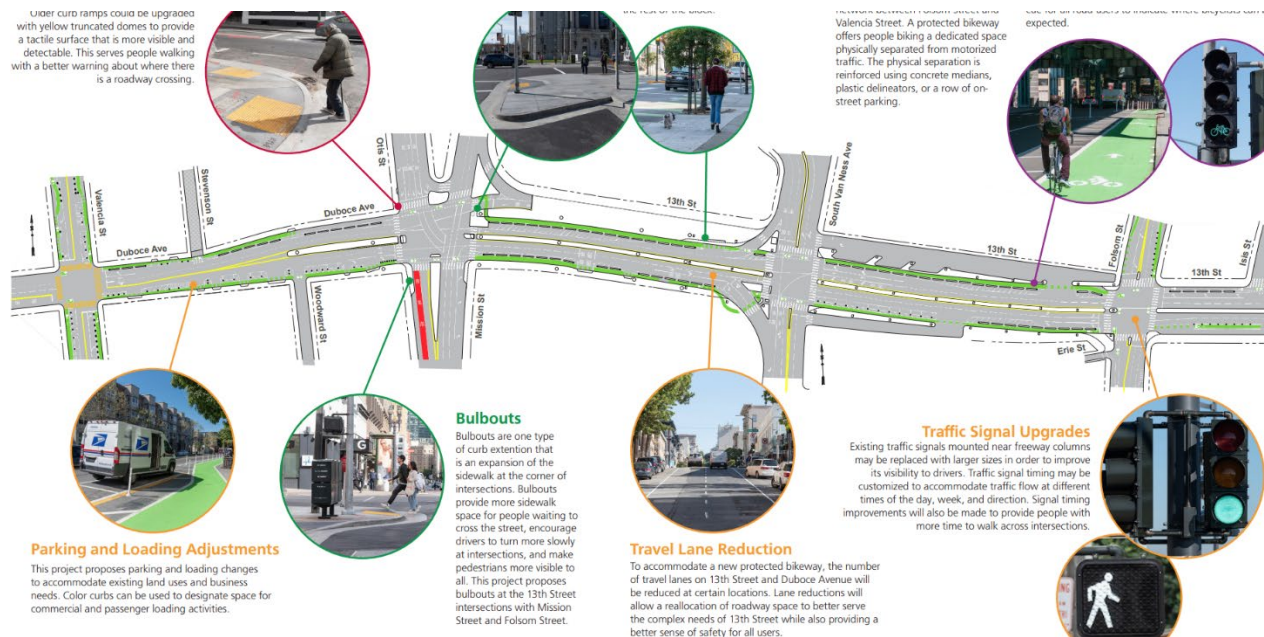 Older curb ramps could be upgraded
with yellow truncated domes to provide
a tactile surface that is more visible and
detectable. This serves people walking
with a better warning about where there
is a roadway crossing.
the rest of the block.
network between Folsom Street and
Valencia Street. A protected bikeway
offers people biking a dedicated space
physically separated from motorized
traffic. The physical separation is
reinforced using concrete medians,
plastic delineators, or a row of on-
street parking.
cue for all road users to indicate where bicyclists can
expected.
Valencia St
Stevenson St
Duboce Ave
Duboce Ave
Otis St
Woodward St
Mission St
13th St
South Van Ness Ave
13th St
Folsom St
13th St
Isis St
Erie St
Parking and Loading Adjustments
This project proposes parking and loading changes
to accommodate existing land uses and business
needs. Color curbs can be used to designate space for
commercial and passenger loading activities.
Bulbouts
Bulbouts are one type
of curb extention that
is an expansion of the
sidewalk at the corner of
intersections. Bulbouts
provide more sidewalk
space for people waiting to
cross the street, encourage
drivers to turn more slowly
at intersections, and make
pedestrians more visible to
all. This project proposes
bulbouts at the 13th Street
intersections with Mission
Street and Folsom Street.
Travel Lane Reduction
To accommodate a new protected bikeway, the number
of travel lanes on 13th Street and Duboce Avenue will
be reduced at certain locations. Lane reductions will
allow a reallocation of roadway space to better serve
the complex needs of 13th Street while also providing a
better sense of safety for all users.
Traffic Signal Upgrades
Existing traffic signals mounted near freeway columns
may be replaced with larger sizes in order to improve
its visibility to drivers. Traffic signal timing may be
customized to accommodate traffic flow at different
times of the day, week, and direction. Signal timing
improvements will also be made to provide people with
more time to walk across intersections.